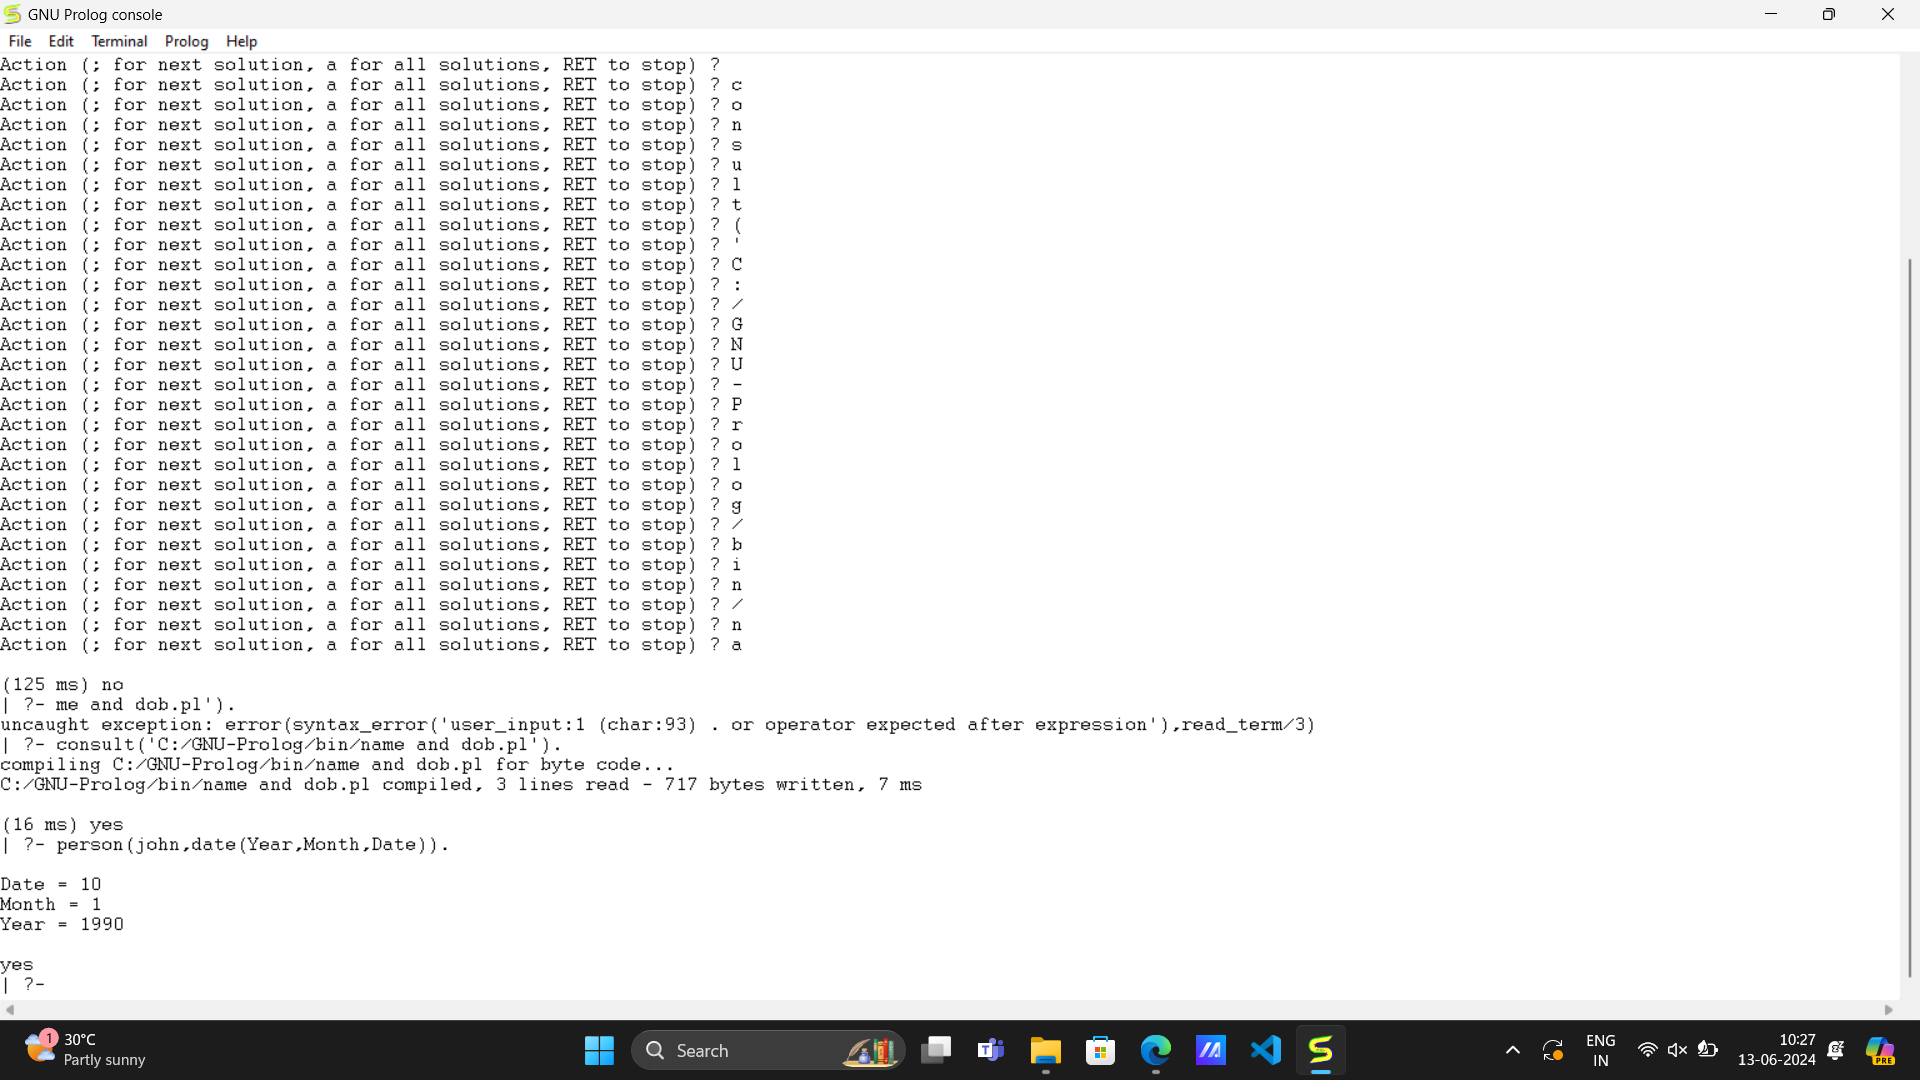 GNU Prolog console
File Edit Terminal Prolog Help
Action (; for next solution, a for all solutions, RET to stop) ?
Action (; for next solution, a for all solutions, RET to stop) ? c
Action (; for next solution, a for all solutions, RET to stop) ? o
Action (; for next solution, a for all solutions, RET to stop) ? n
Action (; for next solution, a for all solutions, RET to stop) ? s
Action (; for next solution, a for all solutions, RET to stop) ? u
Action (; for next solution, a for all solutions, RET to stop) ? l
Action (; for next solution, a for all solutions, RET to stop) ? t
Action (; for next solution, a for all solutions, RET to stop) ? (
Action (; for next solution, a for all solutions, RET to stop) ? '
Action (; for next solution, a for all solutions, RET to stop) ? C
Action (; for next solution, a for all solutions, RET to stop) ? :
Action (; for next solution, a for all solutions, RET to stop) ? /
Action (; for next solution, a for all solutions, RET to stop) ? G
Action (; for next solution, a for all solutions, RET to stop) ? N
Action (; for next solution, a for all solutions, RET to stop) ? U
Action (; for next solution, a for all solutions, RET to stop) ? -
Action (; for next solution, a for all solutions, RET to stop) ? P
Action (; for next solution, a for all solutions, RET to stop) ? r
Action (; for next solution, a for all solutions, RET to stop) ? o
Action (; for next solution, a for all solutions, RET to stop) ? l
Action (; for next solution, a for all solutions, RET to stop) ? o
Action (; for next solution, a for all solutions, RET to stop) ? g
Action (; for next solution, a for all solutions, RET to stop) ? /
Action (; for next solution, a for all solutions, RET to stop) ? b
Action (; for next solution, a for all solutions, RET to stop) ? i
Action (; for next solution, a for all solutions, RET to stop) ? n
Action (; for next solution, a for all solutions, RET to stop) ? /
Action (; for next solution, a for all solutions, RET to stop) ? n
Action (; for next solution, a for all solutions, RET to stop) ? a
(125 ms) no
| ?- me and dob.pl').
uncaught exception: error(syntax_error('user_input:1 (char:93) . or operator expected after expression'),read_term/3)
| ?- consult('C:/GNU-Prolog/bin/name and dob.pl').
compiling C:/GNU-Prolog/bin/name and dob.pl for byte code...
C:/GNU-Prolog/bin/name and dob.pl compiled, 3 lines read - 717 bytes written, 7 ms
(16 ms) yes
| ?- person(john,date(Year,Month,Date)).
Date = 10
Month = 1
Year = 1990
yes
| ?-
1
30°C
Partly sunny
Search
ENG
IN
10:27
13-06-2024
PRE